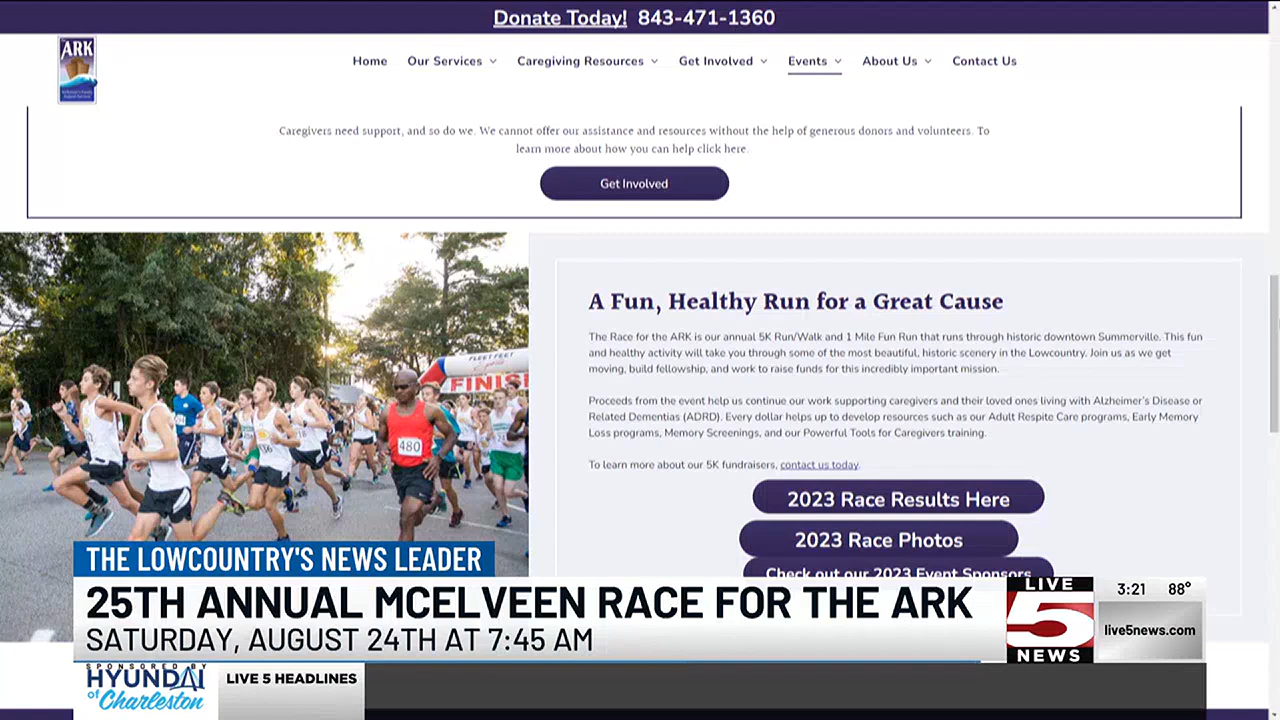 Donate Today! 843-471-1360
ARK
Home Our Services Caregiving Resources Get Involved Events About Us Contact Us
Caregivers need support, and so do we. We cannot offer our assistance and resources without the help of generous donors and volunteers. To
learn more about how you can help click here.
Get Involved
A Fun, Healthy Run for a Great Cause
The Race for the ARK is our annual 5K Run/Walk and 1 Mile Fun Run that runs through historic downtown Summerville. This fun
and healthy activity will take you through some of the most beautiful, historic scenery in the Lowcountry. Join us as we get
moving, build fellowship, and work to raise funds for this incredibly important mission.
Proceeds from the event help us continue our work supporting caregivers and their loved ones living with Alzheimer's Disease or
Related Dementias (ADRD). Every dollar helps up to develop resources such as our Adult Respite Care programs, Early Memory
Loss programs, Memory Screenings, and our Powerful Tools for Caregivers training.
To learn more about our 5K fundraisers, contact us today.
FLEET FEET
FINIS
480
2023 Race Results Here
2023 Race Photos
Check out our 2023 Event Sponsors
THE LOWCOUNTRY'S NEWS LEADER
25TH ANNUAL MCELVEEN RACE FOR THE ARK
SATURDAY, AUGUST 24TH AT 7:45 AM
LIVE
5
NEWS
3:21 88°
live5news.com
SPONSORED BY
HYUNDAI
of Charleston
LIVE 5 HEADLINES